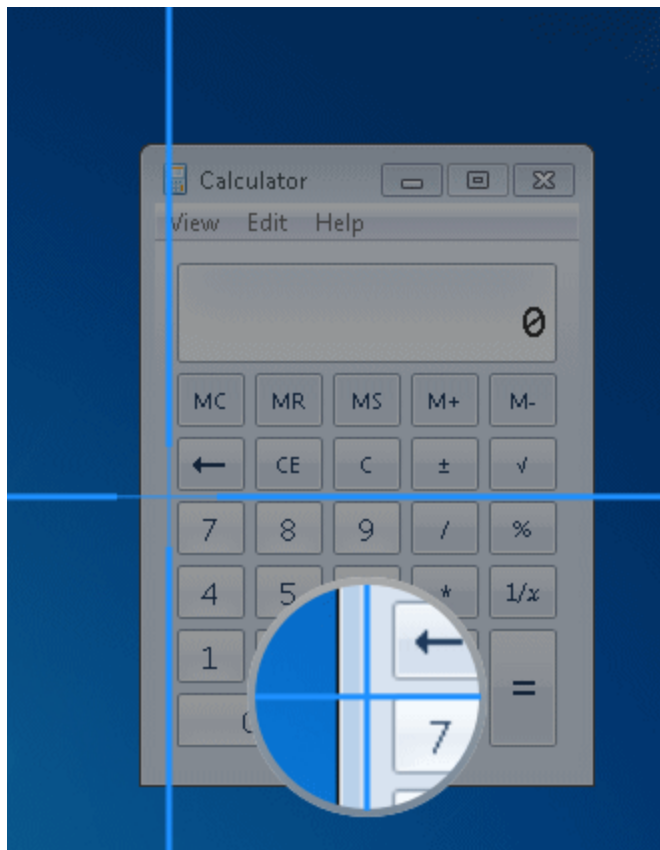 Calculator
View Edit Help
0
MC MR MS M+ M-
← CE C ± √
7 8 9 / %
4 5 * 1/x
1 =
←
7